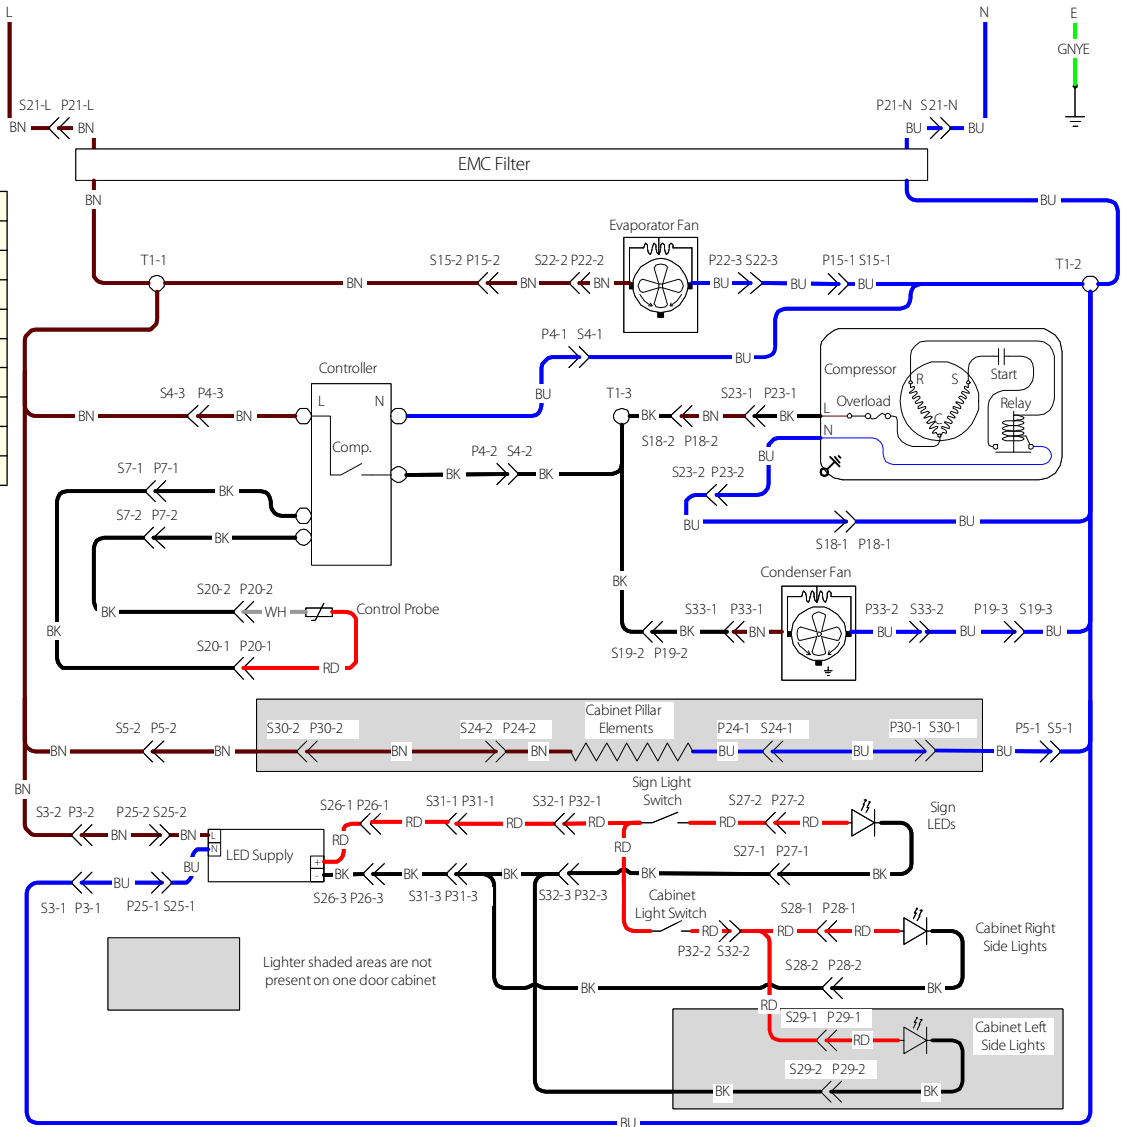 L
N
E
GNYE
S21-L P21-L
P21-N S21-N
BN BN
BU BU
EMC Filter
BN
BU
Evaporator Fan
T1-1
S15-2 P15-2
S22-2 P22-2
P22-3 S22-3
P15-1 S15-1
T1-2
BN BN BN BU BU BU
P4-1 S4-1
BU
Controller
Compressor
R S
Start
BU
T1-3
S23-1 P23-1
Overload
C
Relay
S4-3 P4-3
L N
BN BN
BK BN BK
L
S18-2 P18-2
N
Comp.
P4-2 S4-2
BU
BK BK
S7-1 P7-1
S23-2 P23-2
BK
S7-2 P7-2
BU BU
BK
S18-1 P18-1
Condenser Fan
BK
S20-2 P20-2
BK WH
Control Probe
S33-1 P33-1
P33-2 S33-2
P19-3 S19-3
BK
BK BN BU BU BU
S20-1 P20-1
S19-2 P19-2
RD
Cabinet Pillar
Elements
S5-2 P5-2
S30-2 P30-2
S24-2 P24-2
P24-1 S24-1
P30-1 S30-1
P5-1 S5-1
BN BN BN BN BU BU BU
Sign Light
Switch
BN
S3-2 P3-2
P25-2 S25-2
S26-1 P26-1
S31-1 P31-1
S32-1 P32-1
S27-2 P27-2
Sign
LEDs
BN BN
L
RD RD RD RD RD RD
N
LED Supply
+
-
BU
RD
S27-1 P27-1
BU
BK BK BK BK BK
S3-1 P3-1
P25-1 S25-1
S26-3 P26-3
S31-3 P31-3
S32-3 P32-3
Cabinet
Light Switch
S28-1 P28-1
RD RD RD
Cabinet Right
Side Lights
P32-2 S32-2
Lighter shaded areas are not
present on one door cabinet
S28-2 P28-2
BK BK
RD
S29-1 P29-1
Cabinet Left
Side Lights
RD
S29-2 P29-2
BK BK
BU